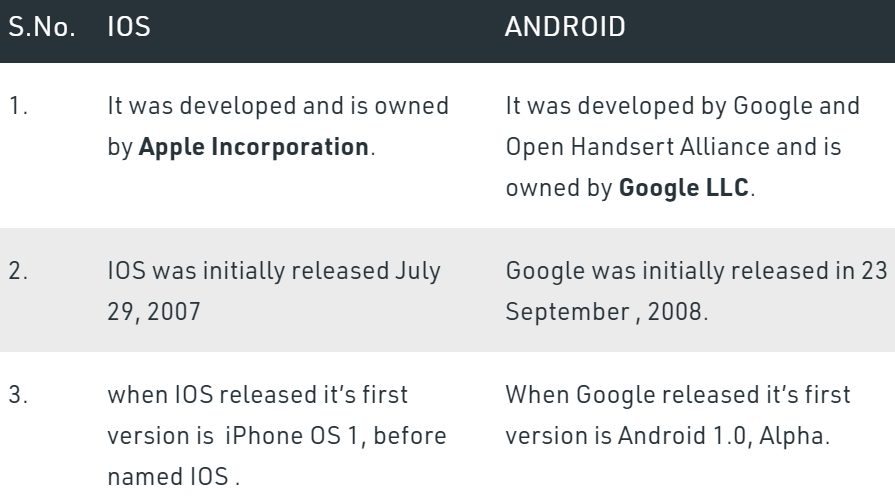 S.No. IOS ANDROID
1. It was developed and is owned
by Apple Incorporation.
It was developed by Google and
Open Handsert Alliance and is
owned by Google LLC.
2. IOS was initially released July
29, 2007
Google was initially released in 23
September , 2008.
3. when IOS released it’s first
version is iPhone OS 1, before
named IOS .
When Google released it’s first
version is Android 1.0, Alpha.